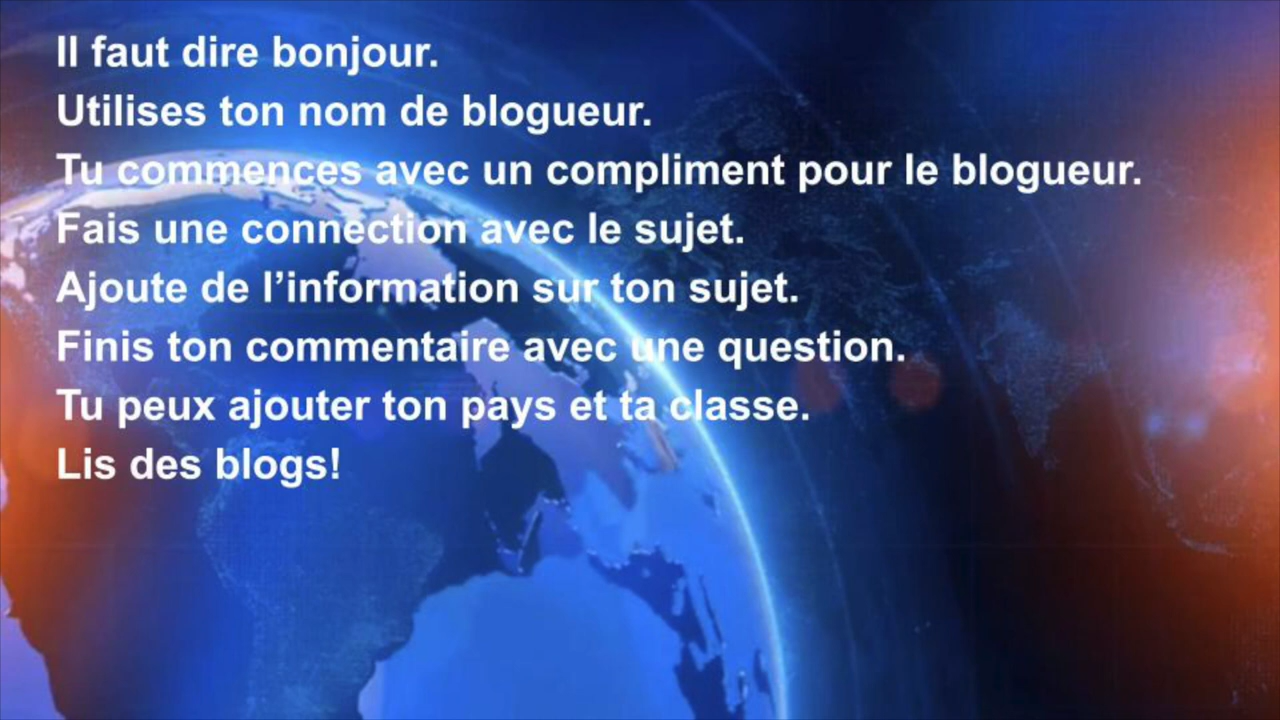 Il faut dire bonjour.
Utilises ton nom de blogueur.
Tu commences avec un compliment pour le blogueur.
Fais une connection avec le sujet.
Ajoute de l’information sur ton sujet.
Finis ton commentaire avec une question.
Tu peux ajouter ton pays et ta classe.
Lis des blogs!